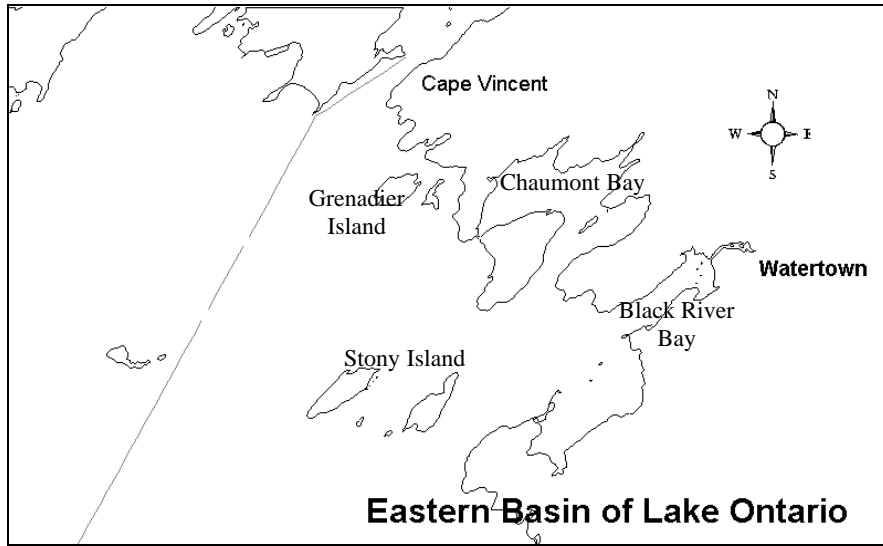 Cape Vincent
N
W
E
S
Chaumont Bay
Grenadier
Island
Watertown
Black River
Bay
Stony Island
Eastern Basin of Lake Ontario